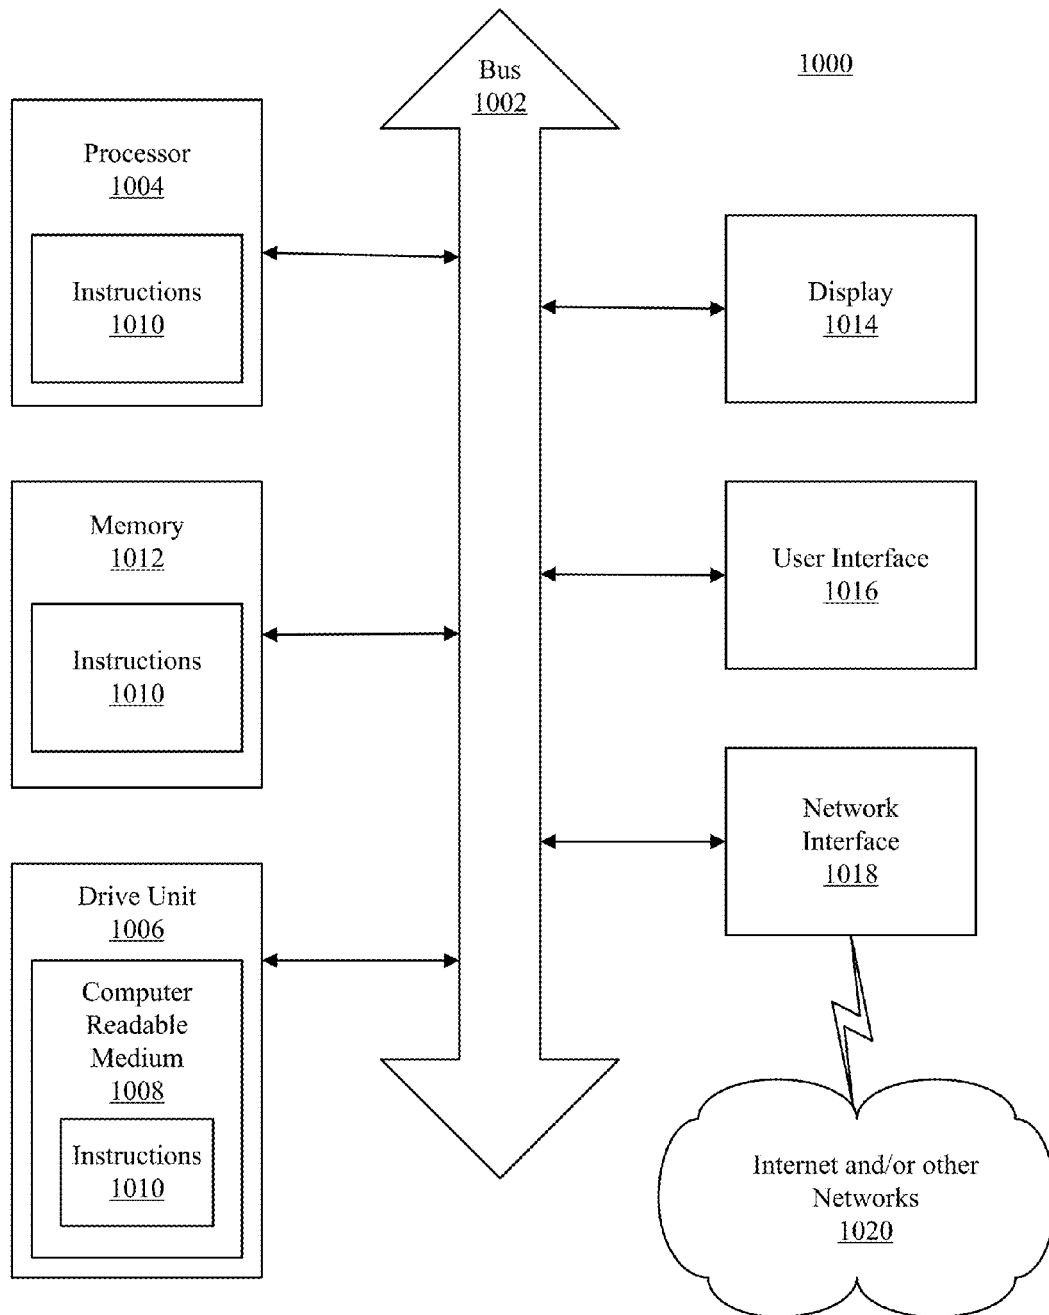 Bus
1002
1000
Processor
1004
Instructions
1010
Display
1014
Memory
1012
Instructions
1010
User Interface
1016
Network
Interface
1018
Drive Unit
1006
Computer
Readable
Medium
1008
Instructions
1010
Internet and/or other
Networks
1020